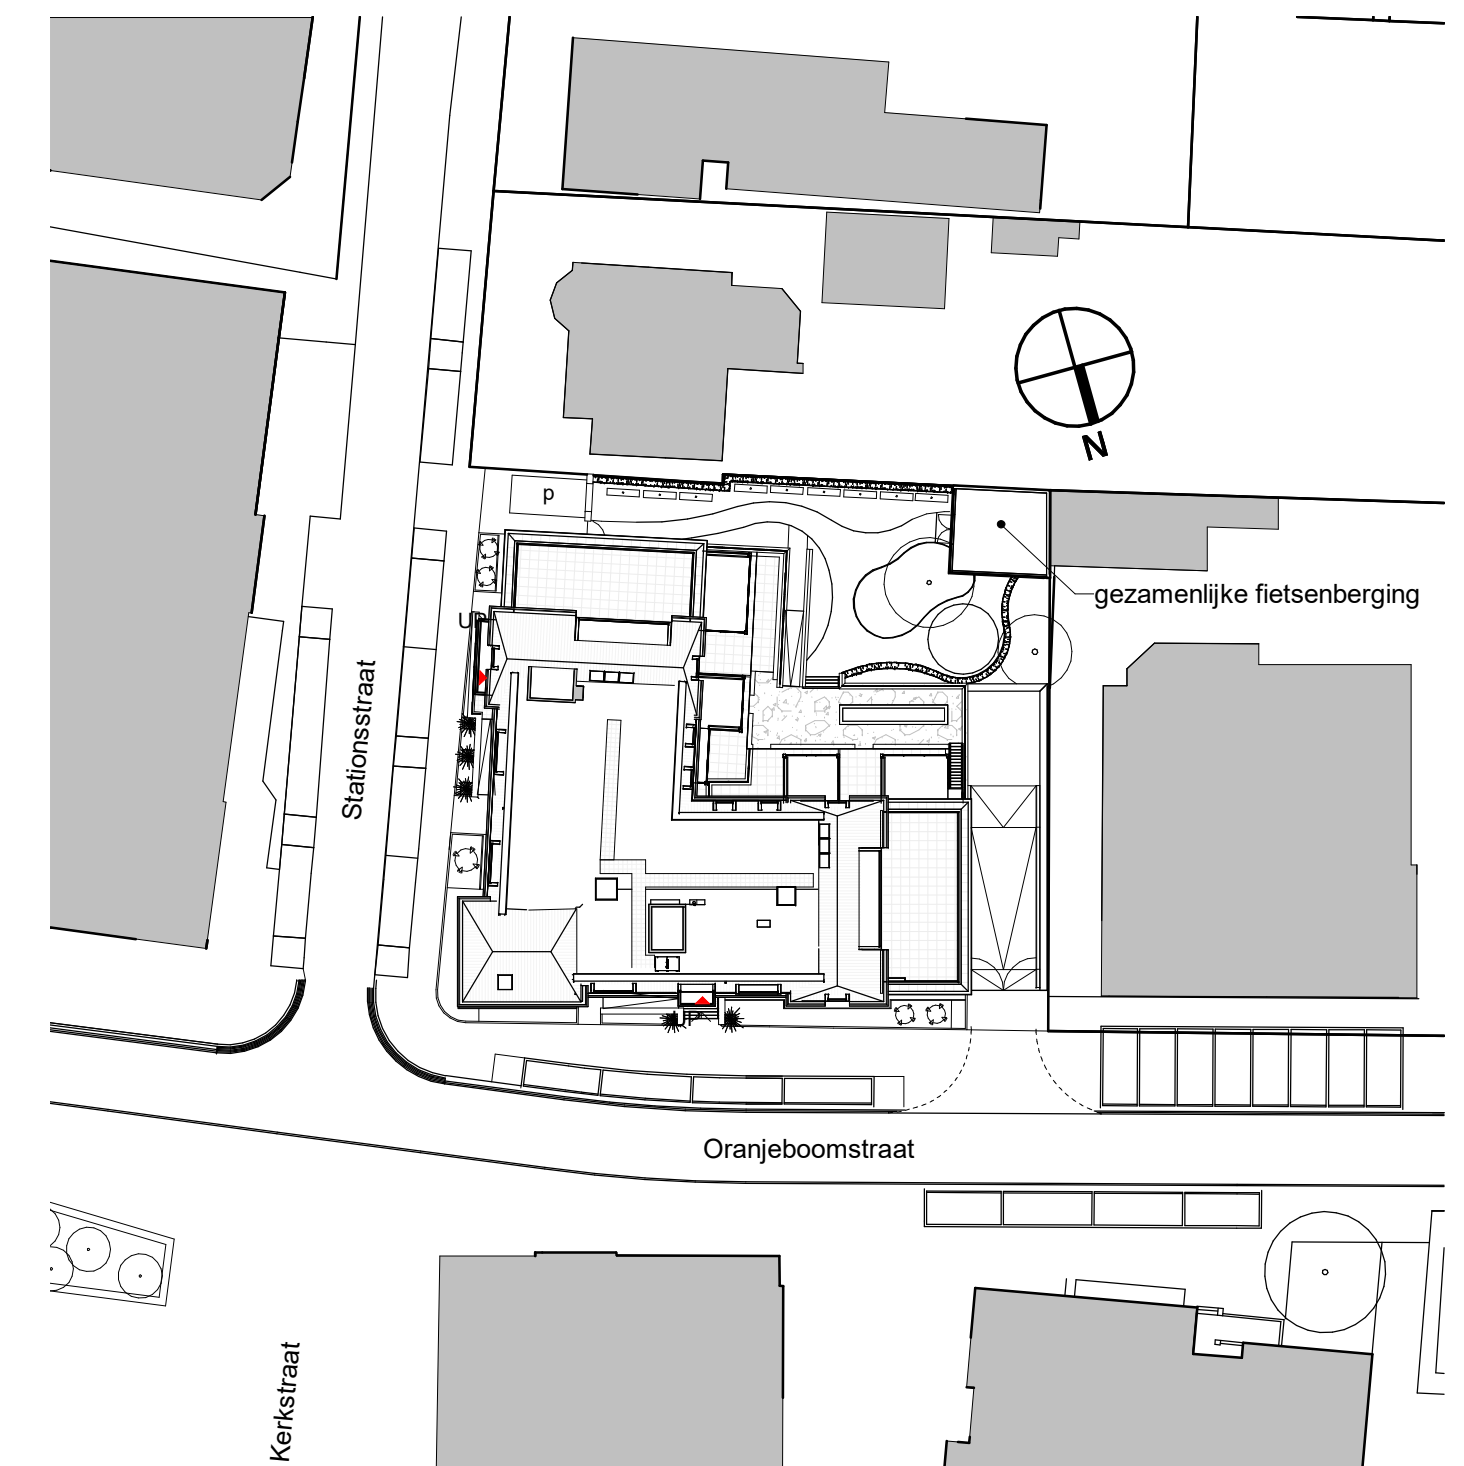 N
p
gezamenlijke fietsenberging
Stationsstraat
Oranjeboomstraat
Kerkstraat